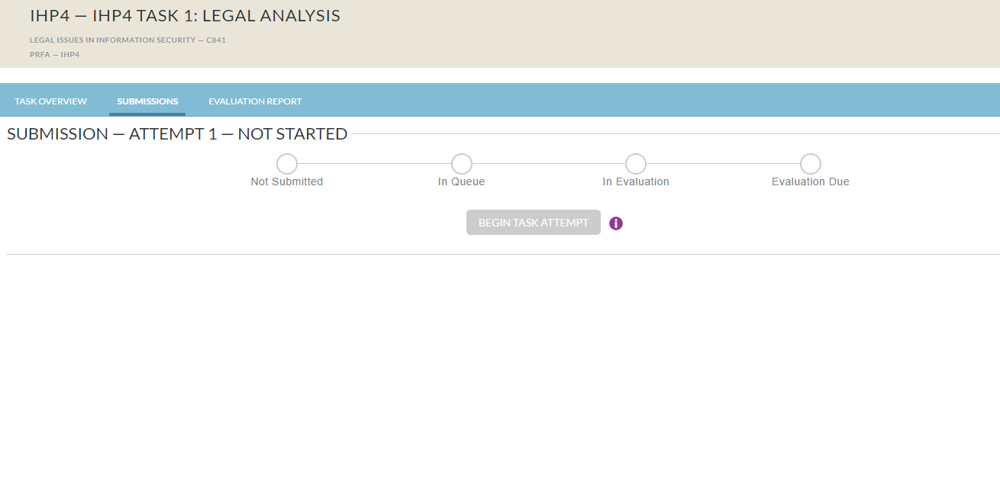 IHP4 — IHP4 TASK 1: LEGAL ANALYSIS
LEGAL ISSUES IN INFORMATION SECURITY — C841
PRFA — IHP4
TASK OVERVIEW SUBMISSIONS EVALUATION REPORT
SUBMISSION — ATTEMPT 1 — NOT STARTED
Not Submitted In Queue In Evaluation Evaluation Due
BEGIN TASK ATTEMPT i